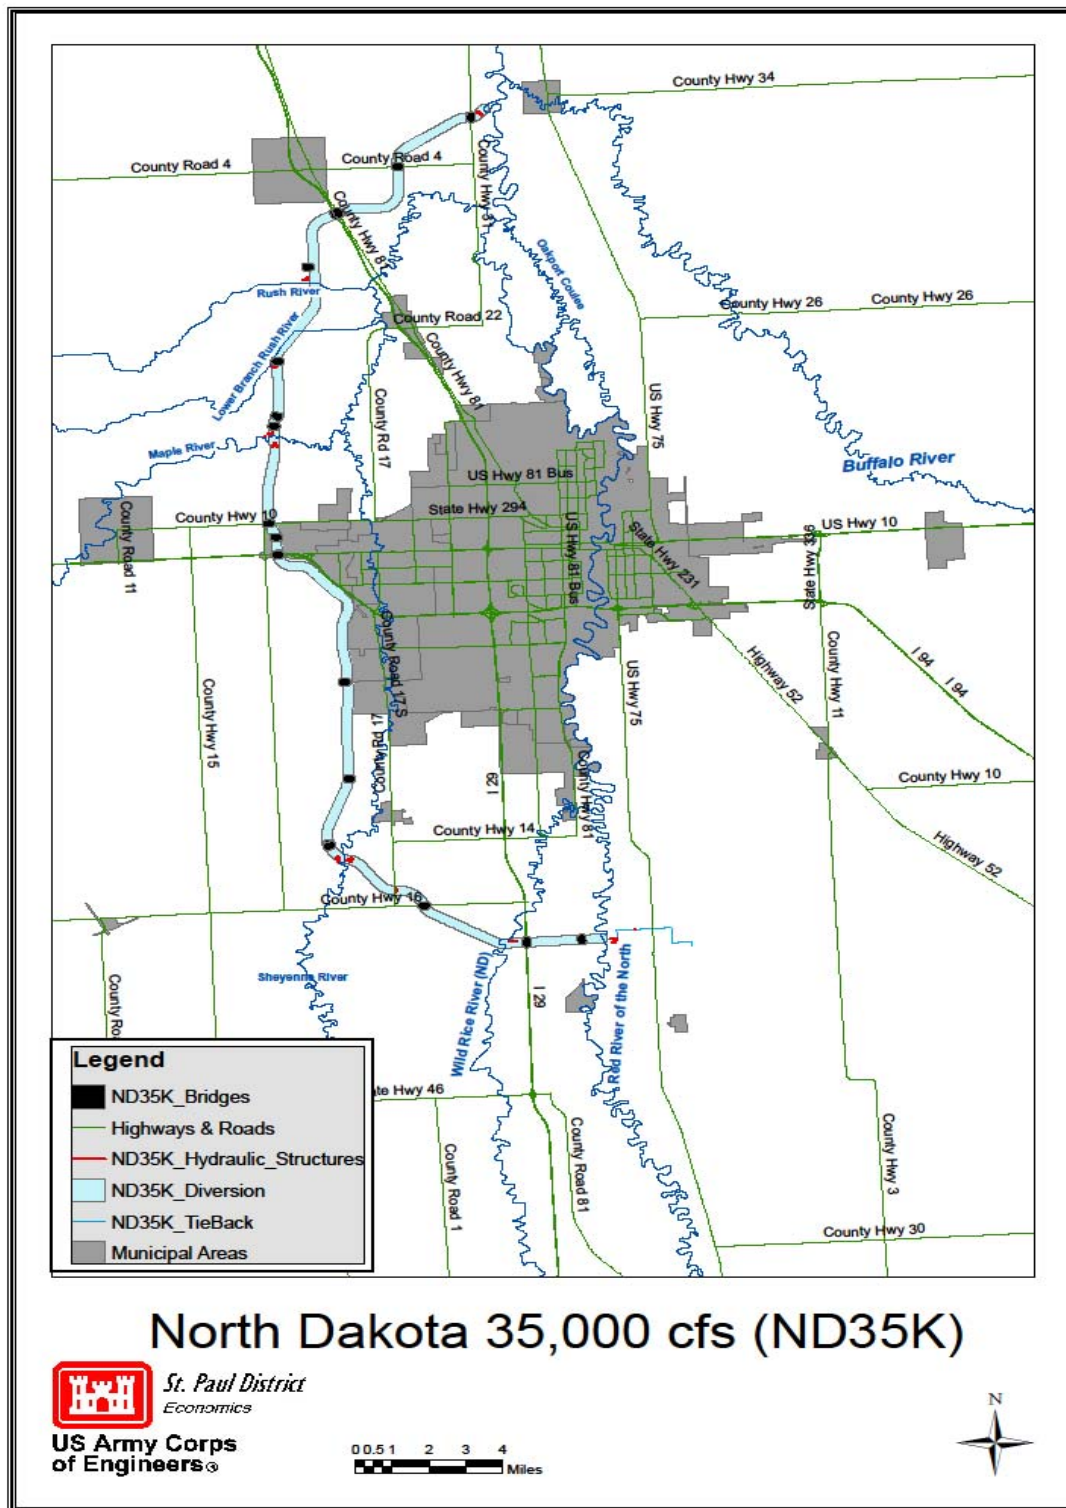 County Hwy 34
County Road 4
County Road 4
County Hwy 31
County Hwy 81
Oakport Coulee
Rush River
County Hwy 26
County Hwy 26
County Road 22
Lower Branch Rush River
County Hwy 81
US Hwy 75
County Rd 17
Maple River
Buffalo River
US Hwy 81 Bus
County Road 11
County Hwy 10
State Hwy 294
US Hwy 81 Bus
State Hwy 231
State Hwy 336
US Hwy 10
County Road 17 S
Highway 52
I 94
I 94
County Hwy 11
US Hwy 75
County Hwy 15
County Rd 17
I 29
County Hwy 81
County Hwy 10
County Hwy 14
Highway 52
County Hwy 16
Sheyenne River
Wild Rice River (ND)
Red River of the North
I 29
County Roa
Legend
ND35K_Bridges
Highways & Roads
ND35K_Hydraulic_Structures
ND35K_Diversion
ND35K_TieBack
Municipal Areas
te Hwy 46
County Road 1
County Road 81
County Hwy 3
County Hwy 30
North Dakota 35,000 cfs (ND35K)
St. Paul District
Economics
US Army Corps
of Engineers®
N
0 0.5 1 2 3 4
Miles